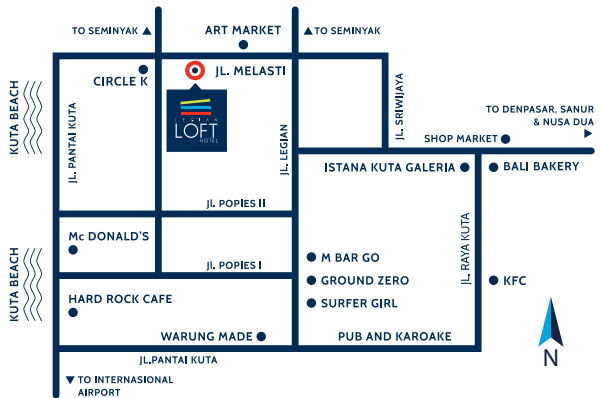 TO SEMINYAK
ART MARKET
TO SEMINYAK
CIRCLE K
JL. MELASTI
LEGIAN
LOFT
HOTEL
KUTA BEACH
JL. PANTAI KUTA
JL. LEGIAN
JL. SRIWIJAYA
TO DENPASAR, SANUR
& NUSA DUA
SHOP MARKET
ISTANA KUTA GALERIA
BALI BAKERY
JL. POPIES II
Mc DONALD'S
JL. POPIES I
M BAR GO
GROUND ZERO
SURFER GIRL
JL. RAYA KUTA
KFC
KUTA BEACH
HARD ROCK CAFE
WARUNG MADE
PUB AND KAROAKE
JL.PANTAI KUTA
TO INTERNASIONAL
AIRPORT
N